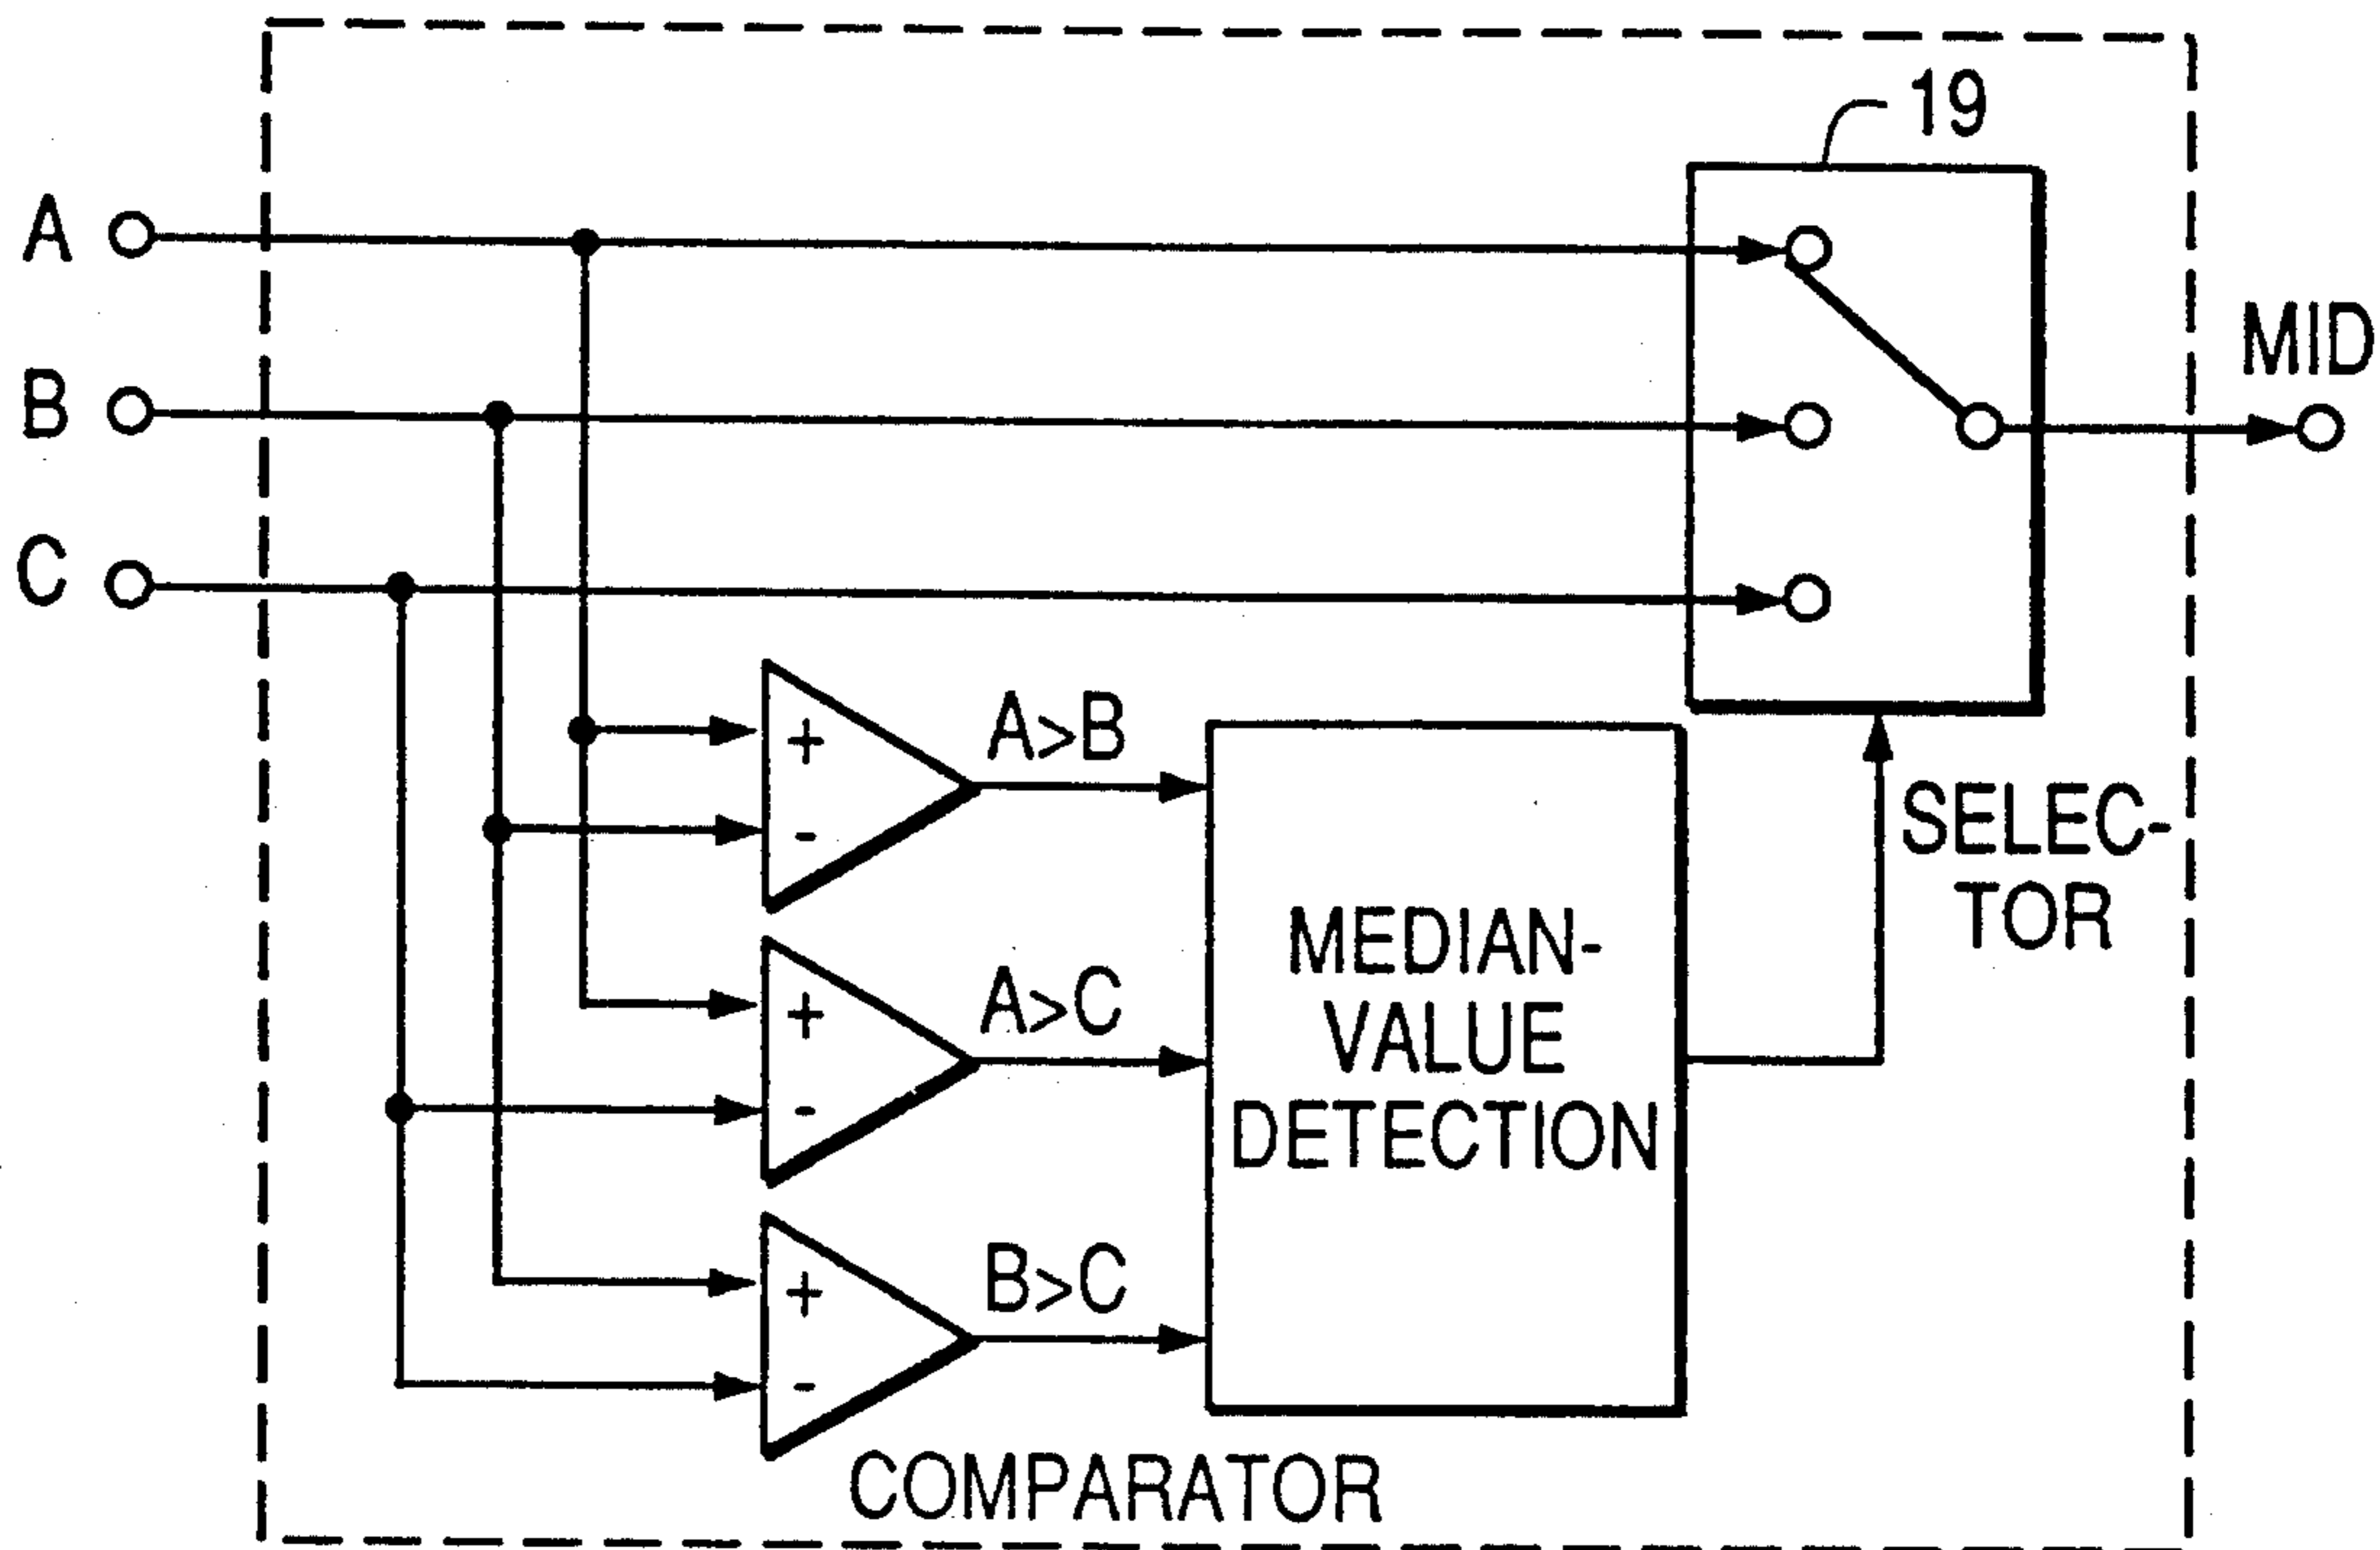 19
A
MID
B
C
+
A>B
-
SELEC-
TOR
MEDIAN-
VALUE
DETECTION
+
A>C
-
+
B>C
-
COMPARATOR